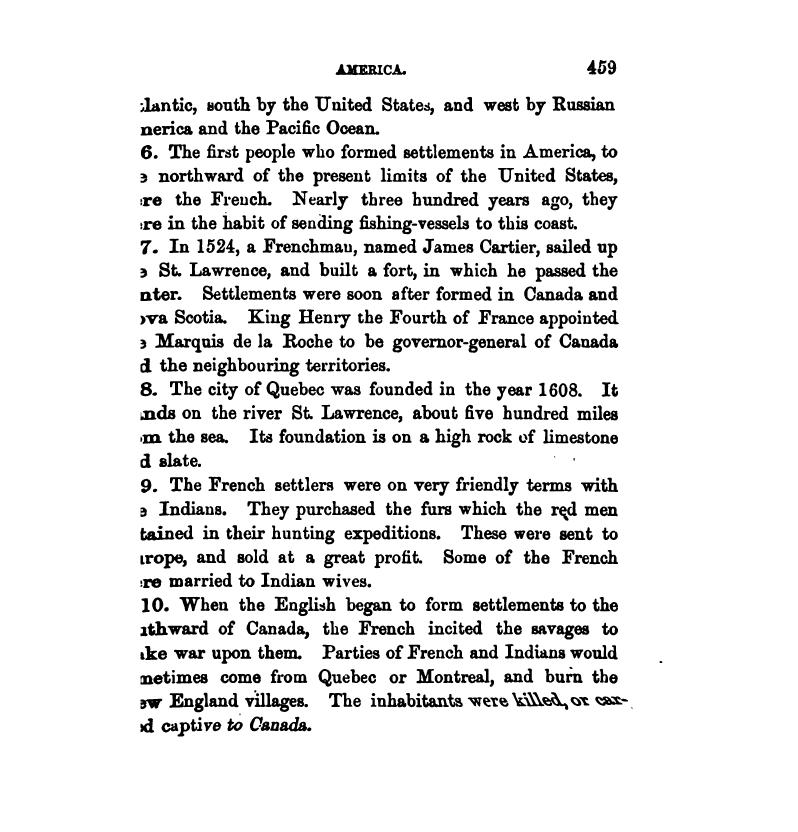 AMERICA. 459
lantic, south by the United States, and west by Russian
nerica and the Pacific Ocean.
6. The first people who formed settlements in America, to
northward of the present limits of the United States,
re the French. Nearly three hundred years ago, they
re in the habit of sending fishing-vessels to this coast.
7. In 1524, a Frenchman, named James Cartier, sailed up
St. Lawrence, and built a fort, in which he passed the
nter. Settlements were soon after formed in Canada and
va Scotia. King Henry the Fourth of France appointed
Marquis de la Roche to be governor-general of Canada
d the neighbouring territories.
8. The city of Quebec was founded in the year 1608. It
nds on the river St. Lawrence, about five hundred miles
m the sea. Its foundation is on a high rock of limestone
d slate.
9. The French settlers were on very friendly terms with
Indians. They purchased the furs which the red men
tained in their hunting expeditions. These were sent to
rope, and sold at a great profit. Some of the French
re married to Indian wives.
10. When the English began to form settlements to the
thward of Canada, the French incited the savages to
ke war upon them. Parties of French and Indians would
metimes come from Quebec or Montreal, and burn the
w England villages. The inhabitants were killed, or car-
d captive to Canada.